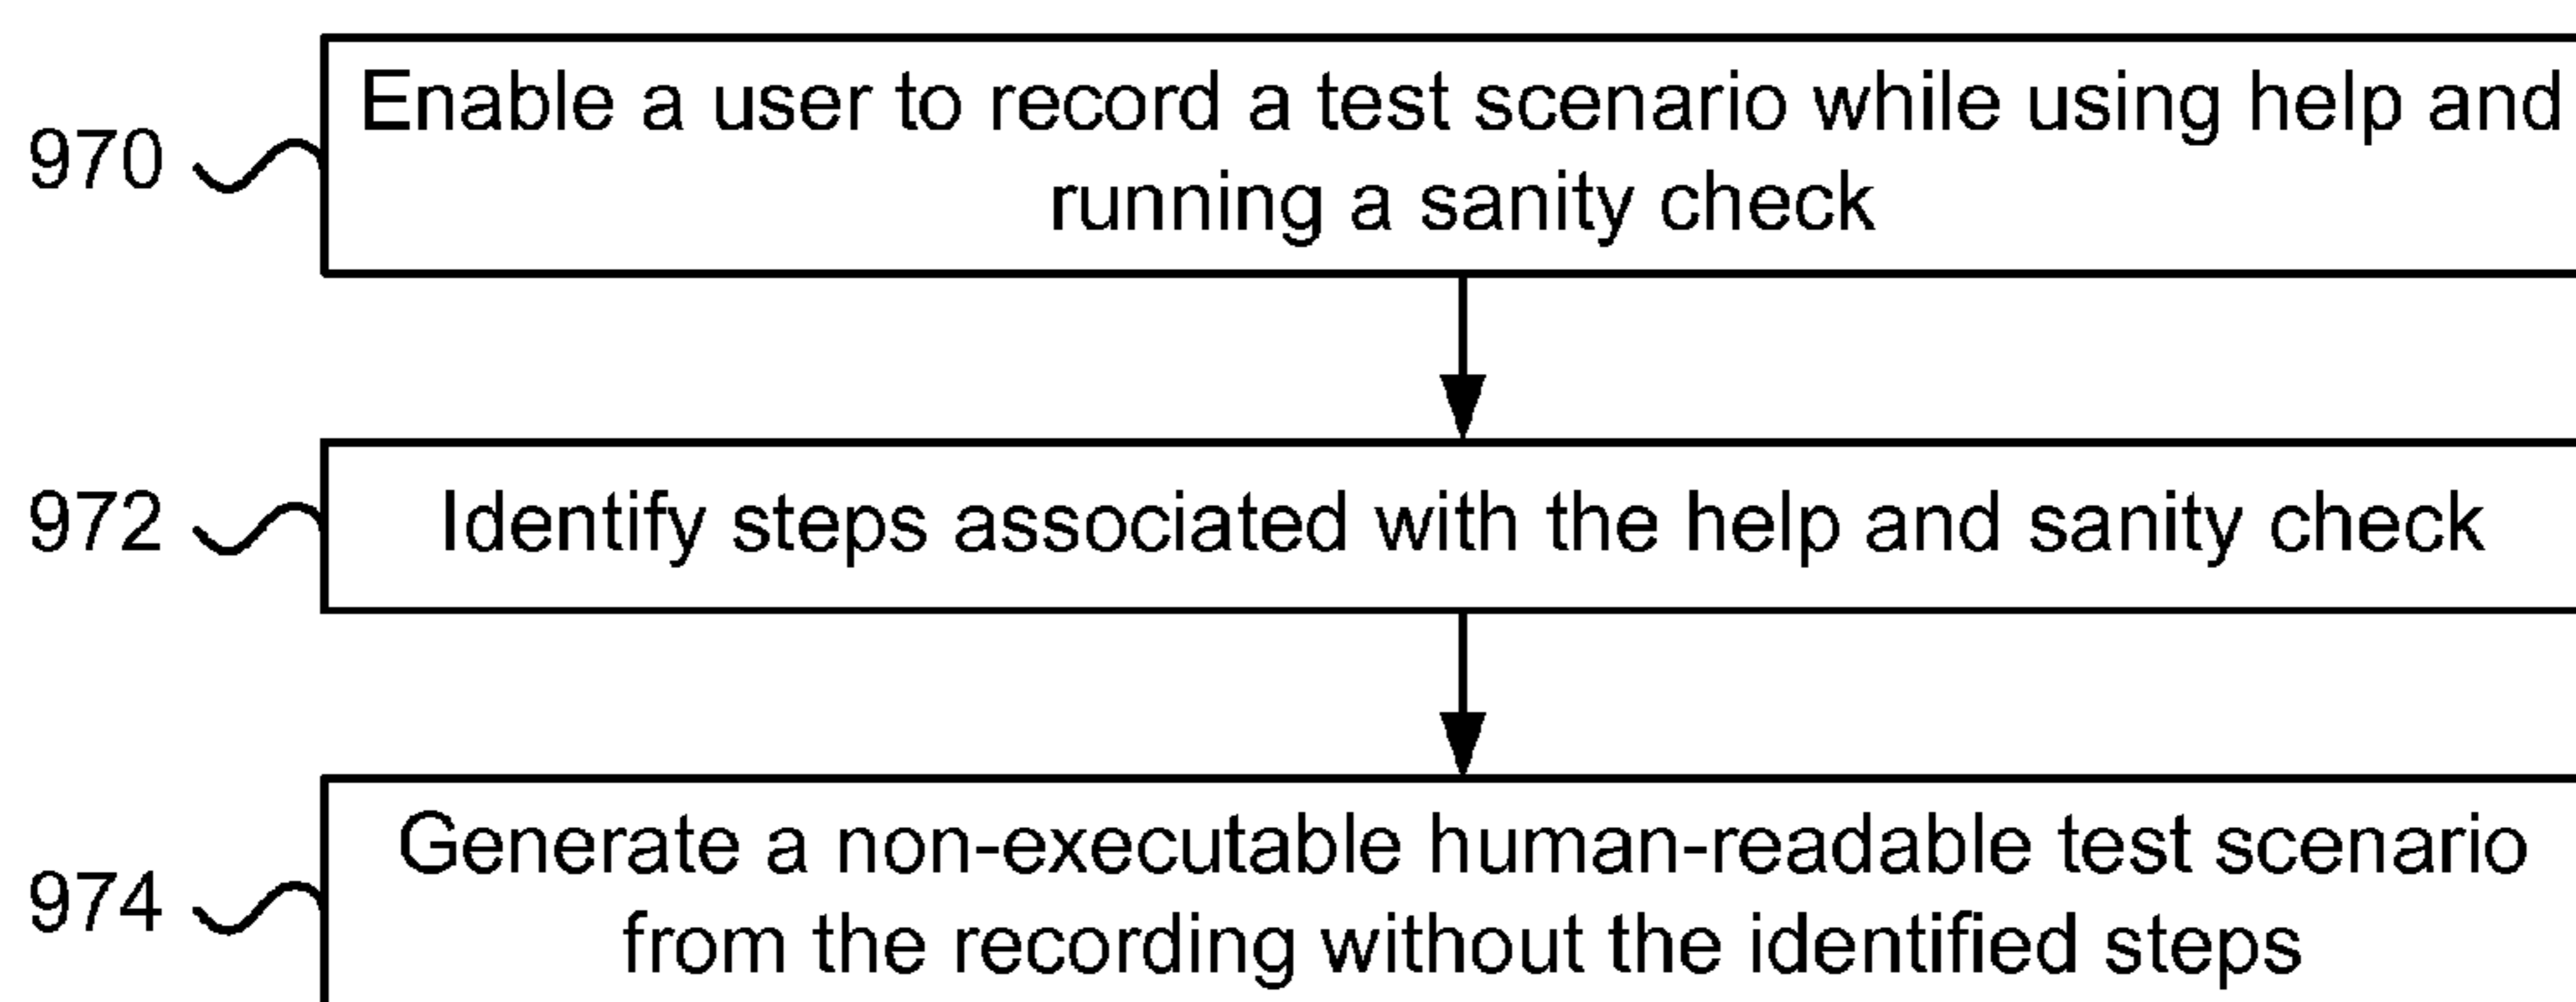 970
Enable a user to record a test scenario while using help and
running a sanity check
972
Identify steps associated with the help and sanity check
974
Generate a non-executable human-readable test scenario
from the recording without the identified steps